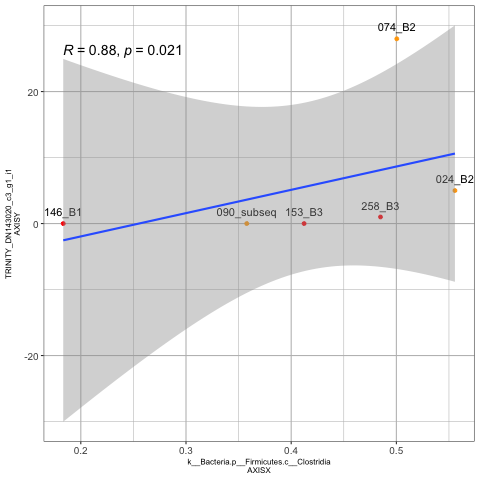 R = 0.88, p = 0.021
074_B2
024_B2
146_B1
090_subseq
153_B3
258_B3
20
0
-20
0.2
0.3
0.4
0.5
k__Bacteria.p__Firmicutes.c__Clostridia
AXISX
TRINITY_DN143020_c3_g1_i1
AXISY